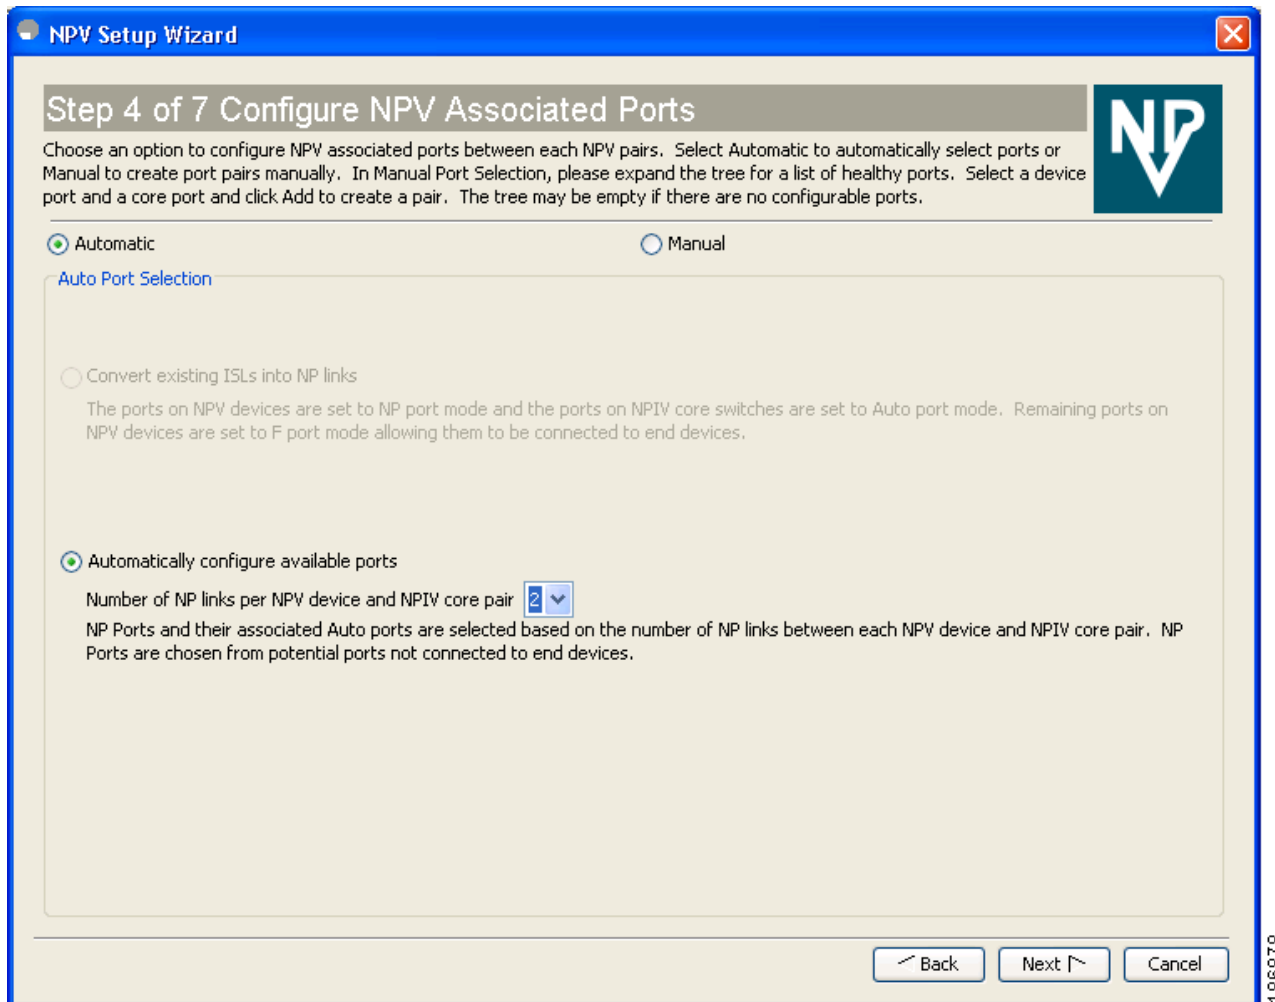 NPV Setup Wizard
Step 4 of 7 Configure NPV Associated Ports
NP
Choose an option to configure NPV associated ports between each NPV pairs. Select Automatic to automatically select ports or
Manual to create port pairs manually. In Manual Port Selection, please expand the tree for a list of healthy ports. Select a device
port and a core port and click Add to create a pair. The tree may be empty if there are no configurable ports.
Automatic
Manual
Auto Port Selection
Convert existing ISLs into NP links
The ports on NPV devices are set to NP port mode and the ports on NPIV core switches are set to Auto port mode. Remaining ports on
NPV devices are set to F port mode allowing them to be connected to end devices.
Automatically configure available ports
Number of NP links per NPV device and NPIV core pair 2
NP Ports and their associated Auto ports are selected based on the number of NP links between each NPV device and NPIV core pair. NP
Ports are chosen from potential ports not connected to end devices.
Back
Next
Cancel